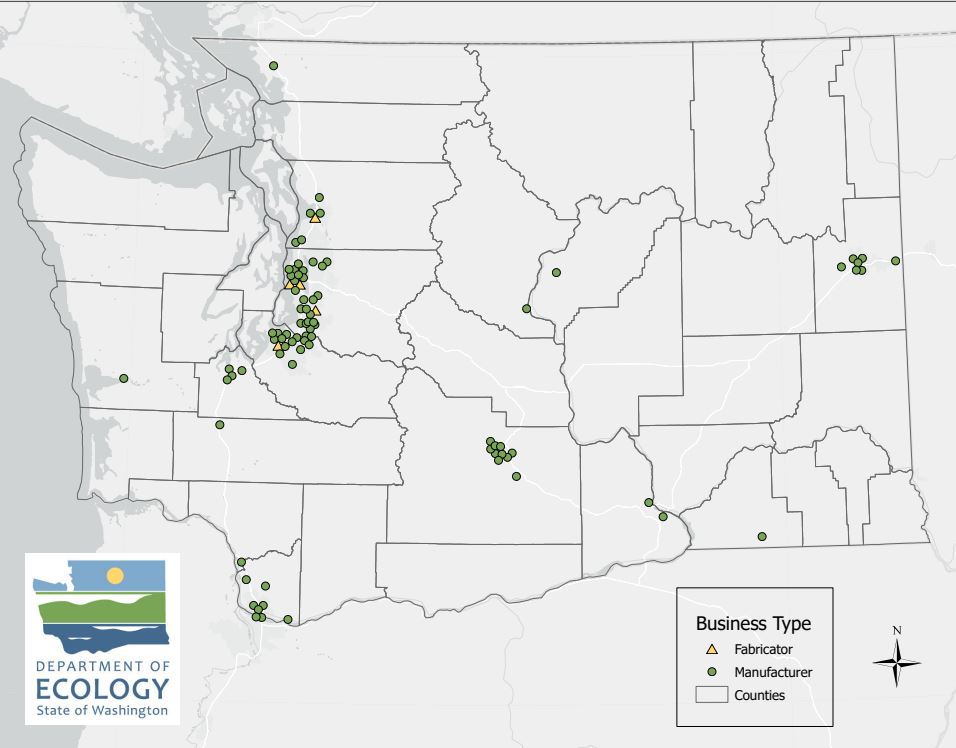 DEPARTMENT OF
ECOLOGY
State of Washington
Business Type
Fabricator
Manufacturer
Counties
N